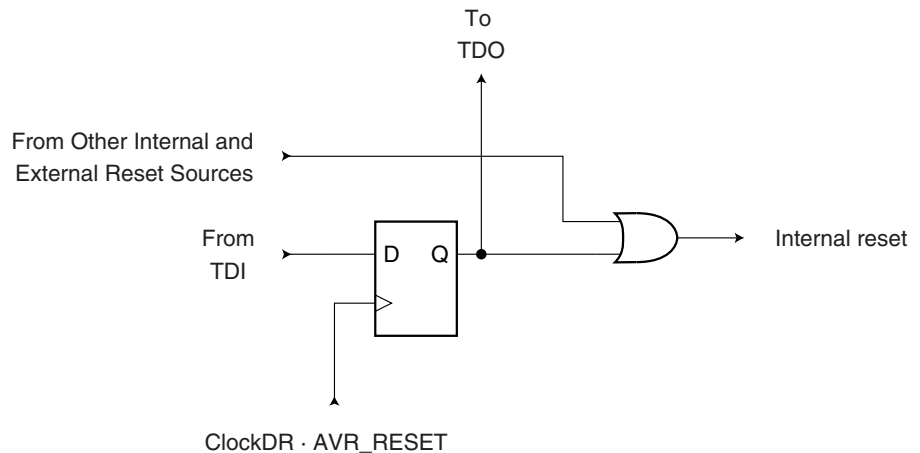 To
TDO
From Other Internal and
External Reset Sources
From
TDI
D Q
Internal reset
ClockDR · AVR_RESET